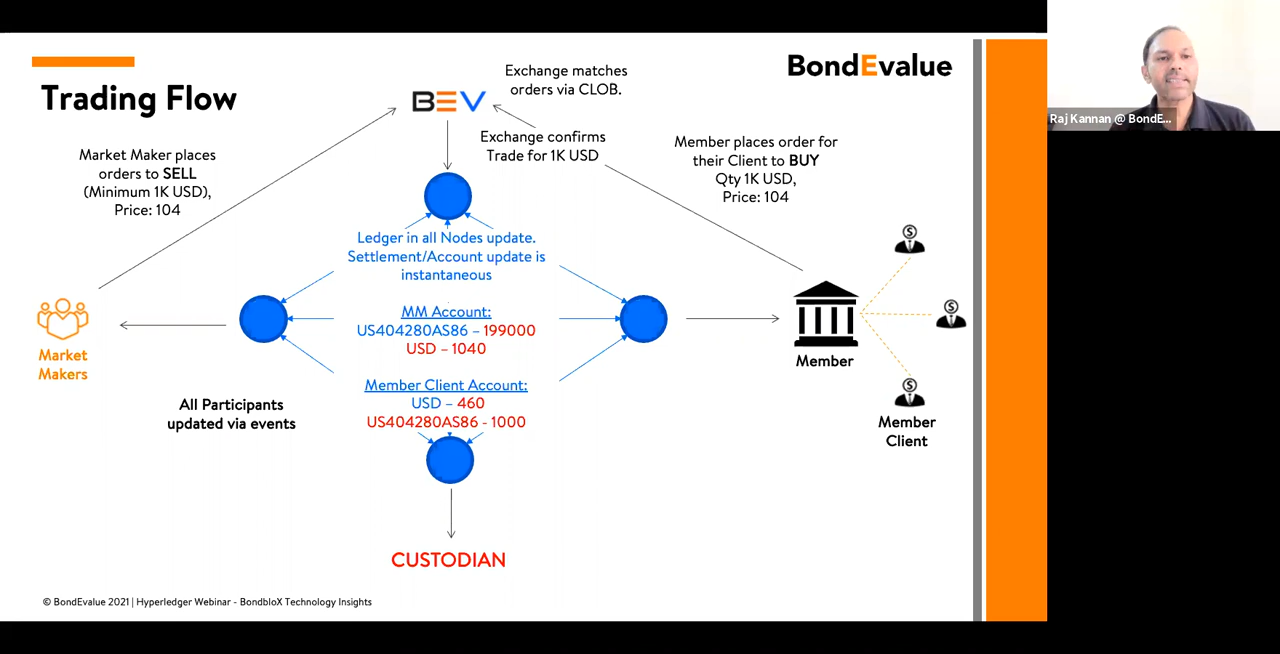 BondEvalue
Trading Flow
BEV
Exchange matches
orders via CLOB.
Raj Kannan @ BondE...
Exchange confirms
Trade for 1K USD
Market Maker places
orders to SELL
(Minimum 1K USD),
Price: 104
Member places order for
their Client to BUY
Qty 1K USD,
Price: 104
Ledger in all Nodes update.
Settlement/Account update is
instantaneous
MM Account:
US404280AS86 – 199000
USD – 1040
Market
Makers
Member
Member Client Account:
USD – 460
US404280AS86 - 1000
All Participants
updated via events
Member
Client
CUSTODIAN
© BondEvalue 2021 | Hyperledger Webinar - BondbloX Technology Insights